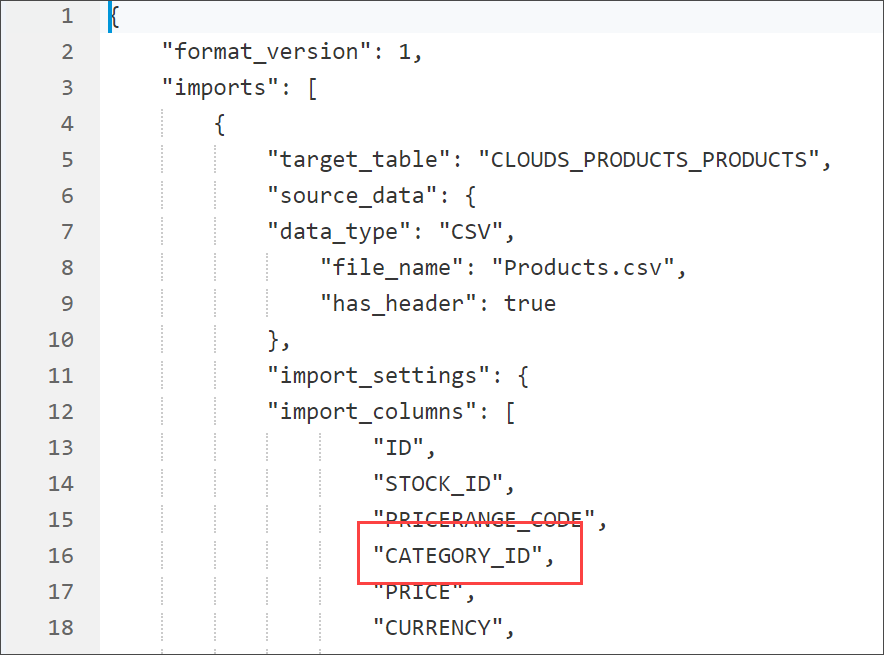 1 {
2 "format_version": 1,
3 "imports": [
4 {
5 "target_table": "CLOUDS_PRODUCTS_PRODUCTS",
6 "source_data": {
7 "data_type": "CSV",
8 "file_name": "Products.csv",
9 "has_header": true
10 },
11 "import_settings": {
12 "import_columns": [
13 "ID",
14 "STOCK_ID",
15 "PRICERANGE_CODE",
16 "CATEGORY_ID",
17 "PRICE",
18 "CURRENCY",